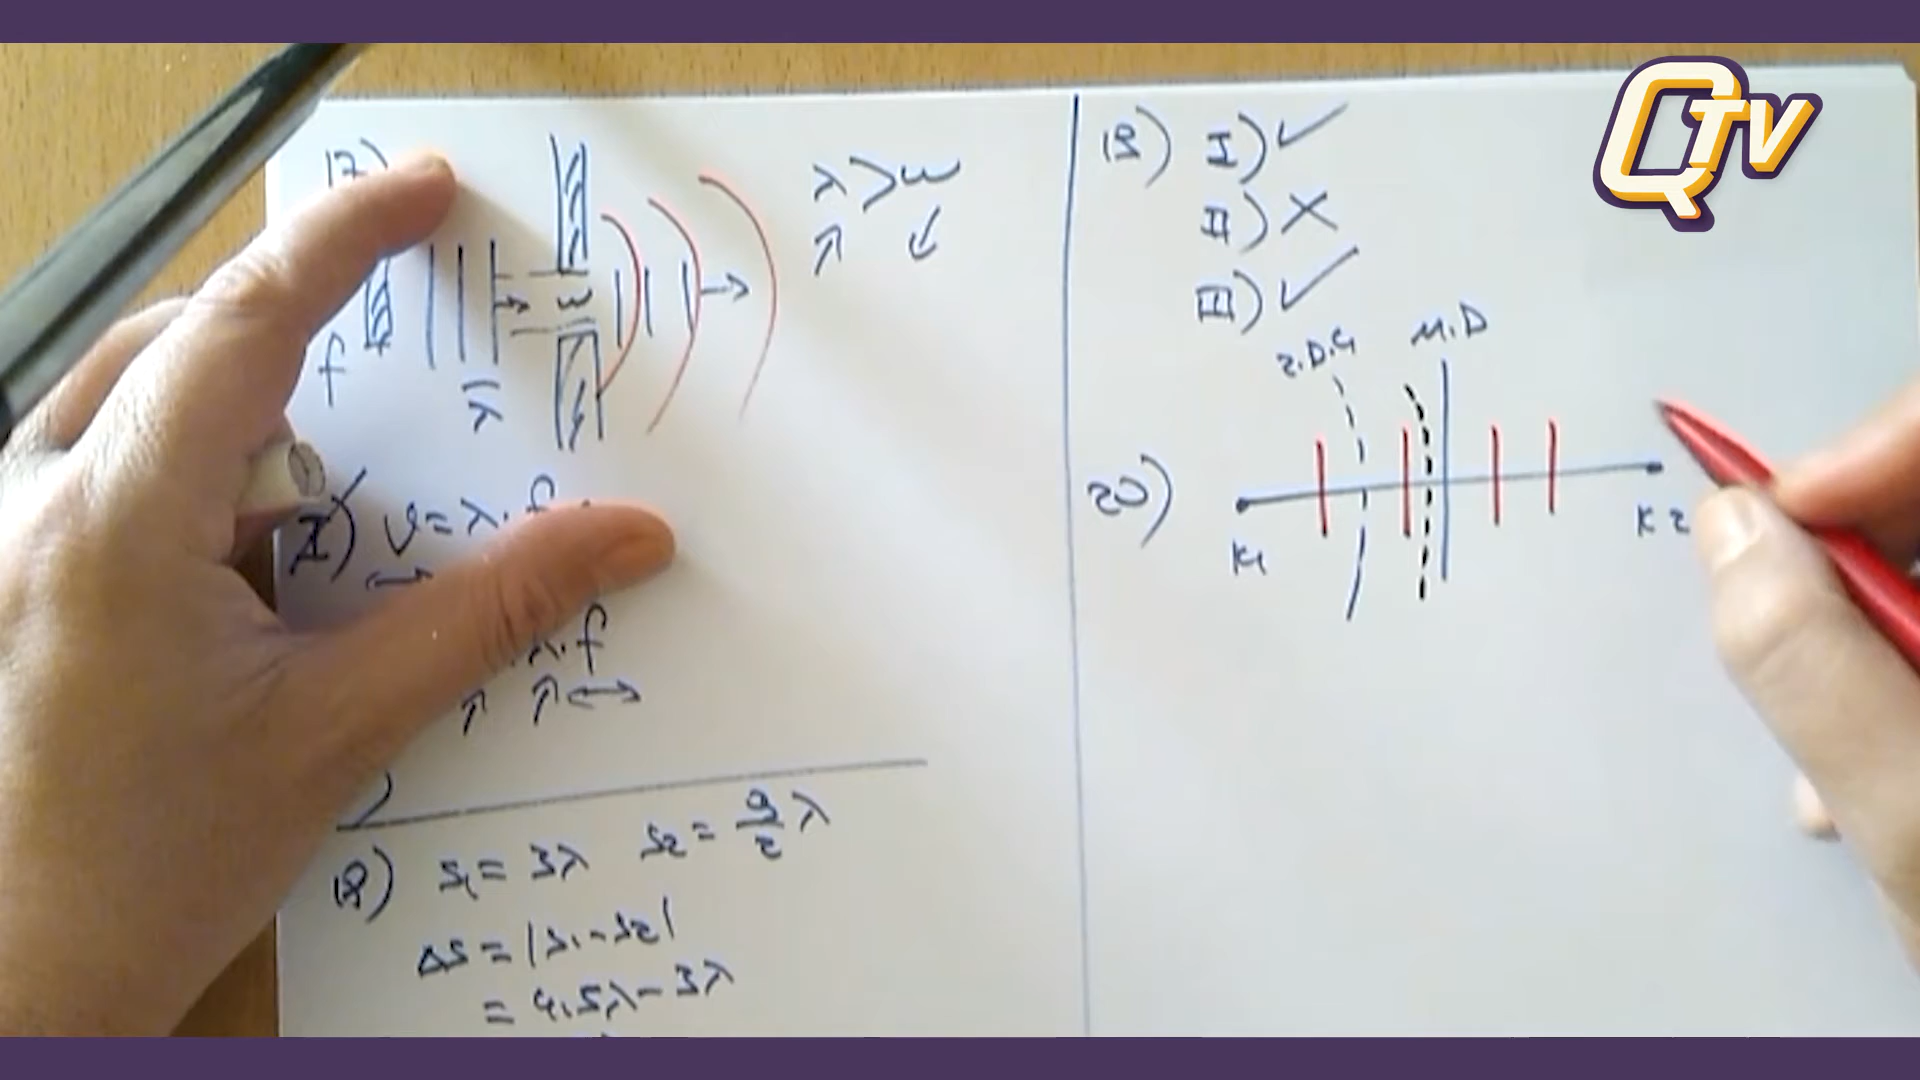 17)
λ > w
w
f
λ
I) v = λ.f
λ.f
18) s₁ = 3λ s₂ = 9/2 λ
Δs = |s₁ - s₂|
= 4,5λ - 3λ
19) I) ✓
II) X
III) ✓
2.D.Ç M.D
20)
K1 K2
QTV